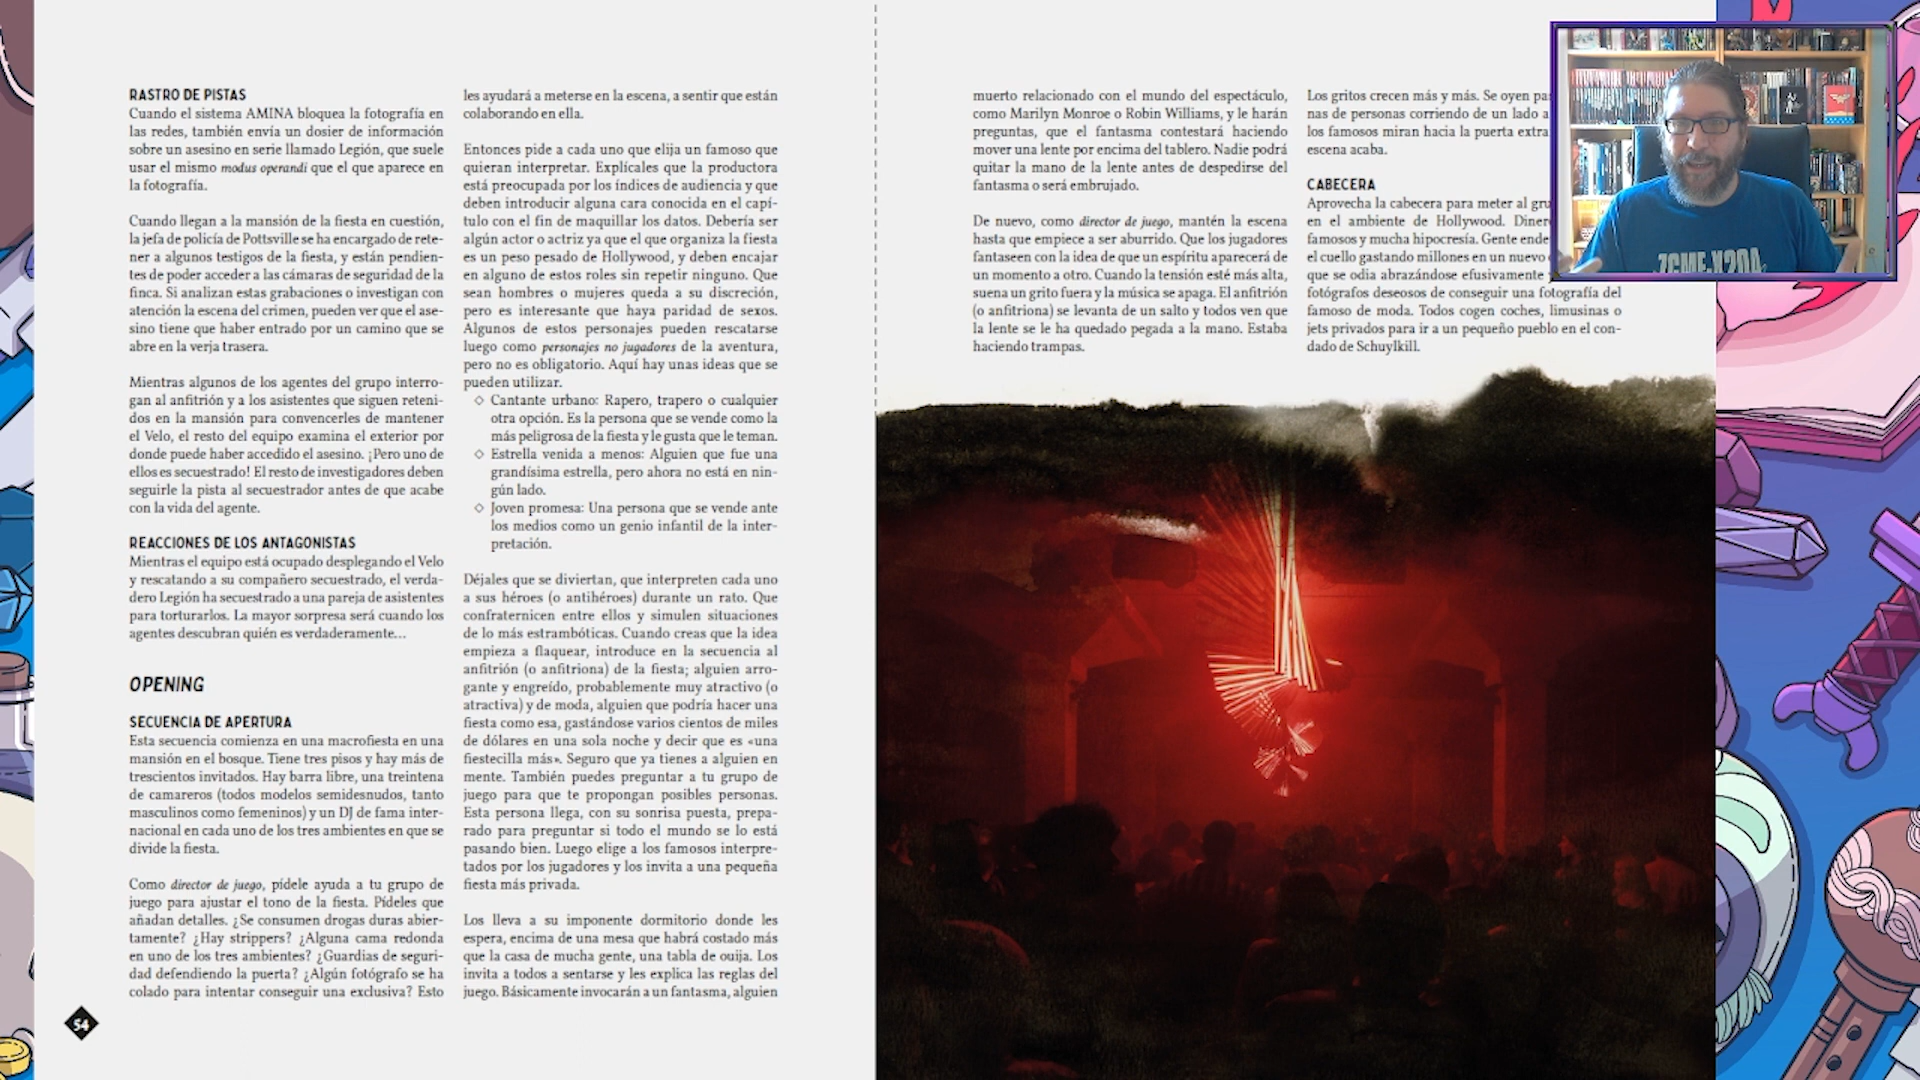 RASTRO DE PISTAS
Cuando el sistema AMINA bloquea la fotografía en
las redes, también envía un dosier de información
sobre un asesino en serie llamado Legión, que suele
usar el mismo modus operandi que el que aparece en
la fotografía.
Cuando llegan a la mansión de la fiesta en cuestión,
la jefa de policía de Pottsville se ha encargado de rete-
ner a algunos testigos de la fiesta, y están pendien-
tes de poder acceder a las cámaras de seguridad de la
finca. Si analizan estas grabaciones o investigan con
atención la escena del crimen, pueden ver que el ase-
sino tiene que haber entrado por un camino que se
abre en la verja trasera.
Mientras algunos de los agentes del grupo interro-
gan al anfitrión y a los asistentes que siguen reteni-
dos en la mansión para convencerles de mantener
el Velo, el resto del equipo examina el exterior por
donde puede haber accedido el asesino. ¡Pero uno de
ellos es secuestrado! El resto de investigadores deben
seguirle la pista al secuestrador antes de que acabe
con la vida del agente.
REACCIONES DE LOS ANTAGONISTAS
Mientras el equipo está ocupado desplegando el Velo
y rescatando a su compañero secuestrado, el verda-
dero Legión ha secuestrado a una pareja de asistentes
para torturarlos. La mayor sorpresa será cuando los
agentes descubran quién es verdaderamente...
OPENING
SECUENCIA DE APERTURA
Esta secuencia comienza en una macrofiesta en una
mansión en el bosque. Tiene tres pisos y hay más de
trescientos invitados. Hay barra libre, una treintena
de camareros (todos modelos semidesnudos, tanto
masculinos como femeninos) y un DJ de fama inter-
nacional en cada uno de los tres ambientes en que se
divide la fiesta.
Como director de juego, pídele ayuda a tu grupo de
juego para ajustar el tono de la fiesta. Pídeles que
añadan detalles. ¿Se consumen drogas duras abier-
tamente? ¿Hay strippers? ¿Alguna cama redonda
en uno de los tres ambientes? ¿Guardias de seguri-
dad defendiendo la puerta? ¿Algún fotógrafo se ha
colado para intentar conseguir una exclusiva? Esto
54
les ayudará a meterse en la escena, a sentir que están
colaborando en ella.
Entonces pide a cada uno que elija un famoso que
quieran interpretar. Explícales que la productora
está preocupada por los índices de audiencia y que
deben introducir alguna cara conocida en el capí-
tulo con el fin de maquillar los datos. Debería ser
algún actor o actriz ya que el que organiza la fiesta
es un peso pesado de Hollywood, y deben encajar
en alguno de estos roles sin repetir ninguno. Que
sean hombres o mujeres queda a su discreción,
pero es interesante que haya paridad de sexos.
Algunos de estos personajes pueden rescatarse
luego como personajes no jugadores de la aventura,
pero no es obligatorio. Aquí hay unas ideas que se
pueden utilizar.
◇ Cantante urbano: Rapero, trapero o cualquier
otra opción. Es la persona que se vende como la
más peligrosa de la fiesta y le gusta que le teman.
◇ Estrella venida a menos: Alguien que fue una
grandísima estrella, pero ahora no está en nin-
gún lado.
◇ Joven promesa: Una persona que se vende ante
los medios como un genio infantil de la inter-
pretación.
Déjales que se diviertan, que interpreten cada uno
a sus héroes (o antihéroes) durante un rato. Que
confraternicen entre ellos y simulen situaciones
de lo más estrambóticas. Cuando creas que la idea
empieza a flaquear, introduce en la secuencia al
anfitrión (o anfitriona) de la fiesta; alguien arro-
gante y engreído, probablemente muy atractivo (o
atractiva) y de moda, alguien que podría hacer una
fiesta como esa, gastándose varios cientos de miles
de dólares en una sola noche y decir que es «una
fiestecilla más». Seguro que ya tienes a alguien en
mente. También puedes preguntar a tu grupo de
juego para que te propongan posibles personas.
Esta persona llega, con su sonrisa puesta, prepa-
rado para preguntar si todo el mundo se lo está
pasando bien. Luego elige a los famosos interpre-
tados por los jugadores y los invita a una pequeña
fiesta más privada.
Los lleva a su imponente dormitorio donde les
espera, encima de una mesa que habrá costado más
que la casa de mucha gente, una tabla de ouija. Los
invita a todos a sentarse y les explica las reglas del
juego. Básicamente invocarán a un fantasma, alguien
muerto relacionado con el mundo del espectáculo,
como Marilyn Monroe o Robin Williams, y le harán
preguntas, que el fantasma contestará haciendo
mover una lente por encima del tablero. Nadie podrá
quitar la mano de la lente antes de despedirse del
fantasma o será embrujado.
De nuevo, como director de juego, mantén la escena
hasta que empiece a ser aburrido. Que los jugadores
fantaseen con la idea de que un espíritu aparecerá de
un momento a otro. Cuando la tensión esté más alta,
suena un grito fuera y la música se apaga. El anfitrión
(o anfitriona) se levanta de un salto y todos ven que
la lente se le ha quedado pegada a la mano. Estaba
haciendo trampas.
Los gritos crecen más y más. Se oyen
nas de personas corriendo de un lado a
los famosos miran hacia la puerta
escena acaba.
CABECERA
Aprovecha la cabecera para meter al
en el ambiente de Hollywood.
famosos y mucha hipocresía. Gente
el cuello gastando millones en un nuevo
que se odia abrazándose efusivamente
fotógrafos deseosos de conseguir una fotografía del
famoso de moda. Todos cogen coches, limusinas o
jets privados para ir a un pequeño pueblo en el con-
dado de Schuylkill.